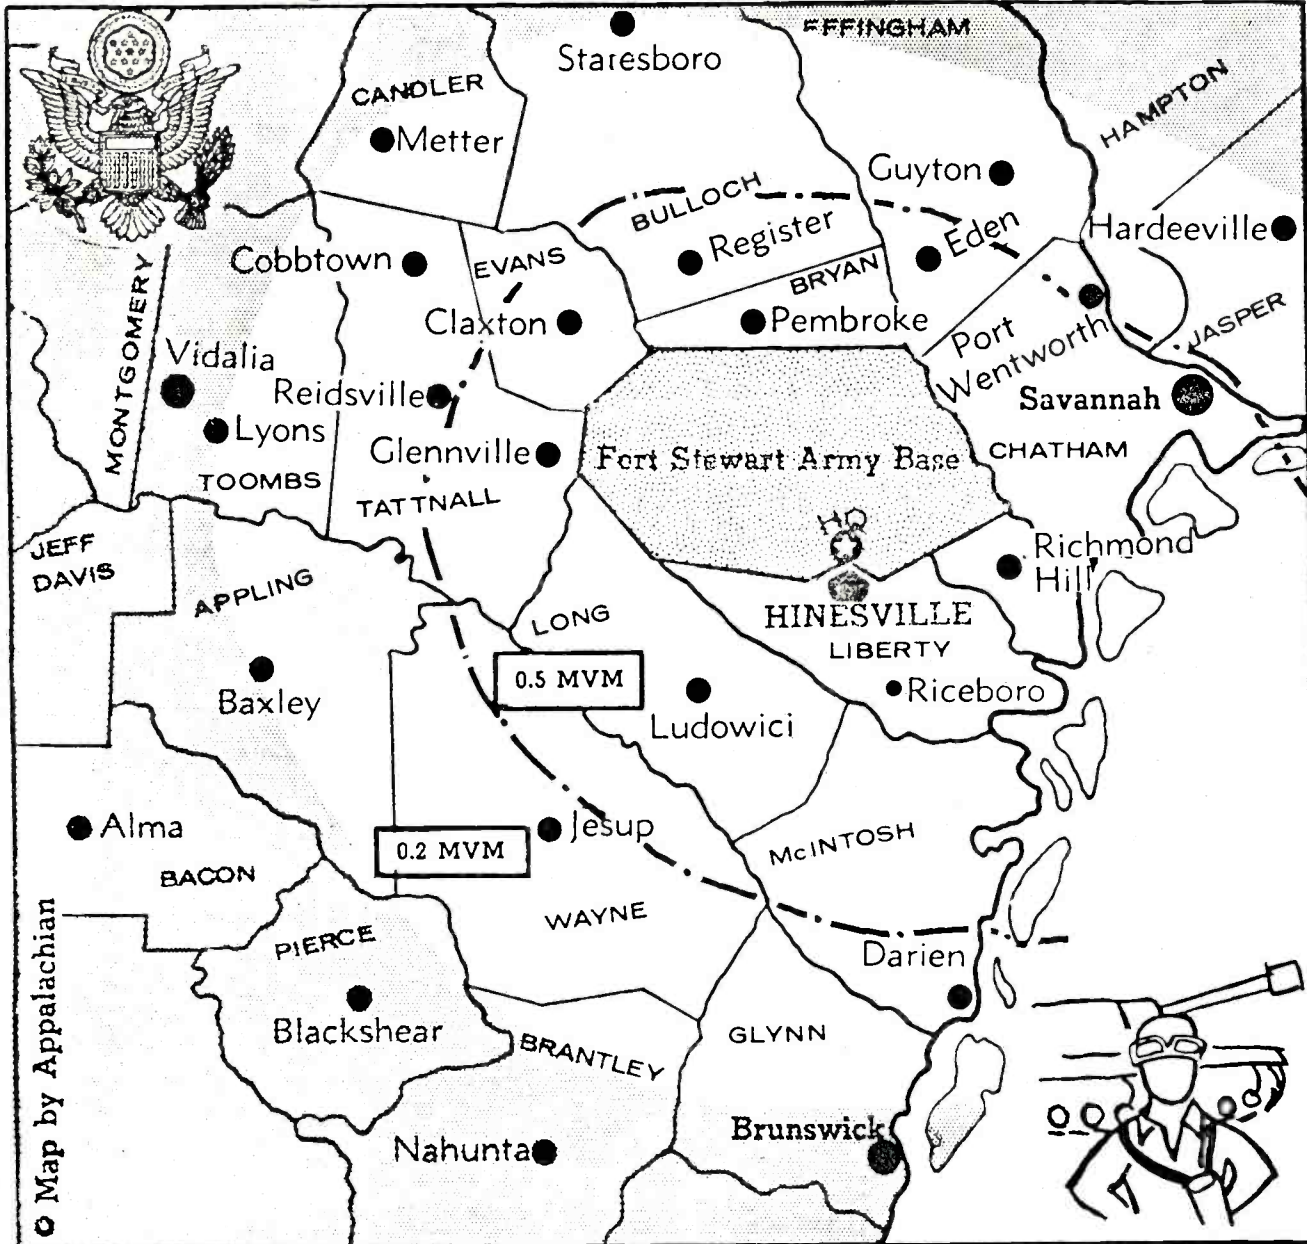 EFFINGHAM
Staresboro
CANDLER
HAMPTON
Metter
Guyton
BULLOCH
Register
Eden
Hardeeville
Cobbtown
EVANS
BRYAN
MONTGOMERY
Claxton
Pembroke
Port
Wentworth
JASPER
Vidalia
Reidsville
Savannah
Lyons
Glennville
Fort Stewart Army Base
CHATHAM
TOOMBS
TATTNALL
HQ
JEFF
DAVIS
Richmond
Hill
APPLING
LONG
HINESVILLE
LIBERTY
0.5 MVM
Baxley
Riceboro
Ludowici
Alma
Jesup
0.2 MVM
McINTOSH
BACON
WAYNE
PIERCE
Darien
Blackshear
BRANTLEY
GLYNN
Nahunta
Brunswick
Map by Appalachian